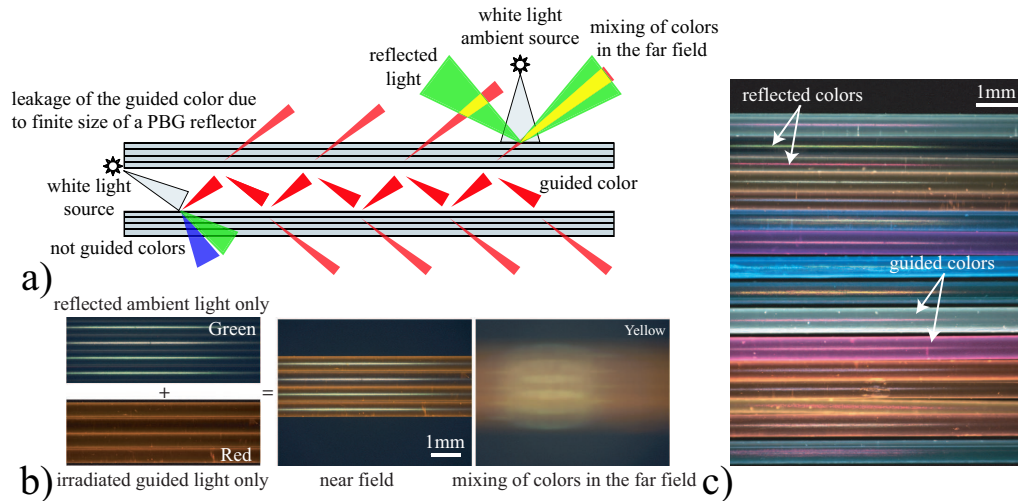 white light
ambient source
mixing of colors
in the far field
reflected
light
leakage of the guided color due
to finite size of a PBG reflector
white light
source
guided color
not guided colors
a)
reflected ambient light only
Green
+
Red
irradiated guided light only
=
1mm
near field
Yellow
mixing of colors in the far field
b)
1mm
reflected colors
guided colors
c)